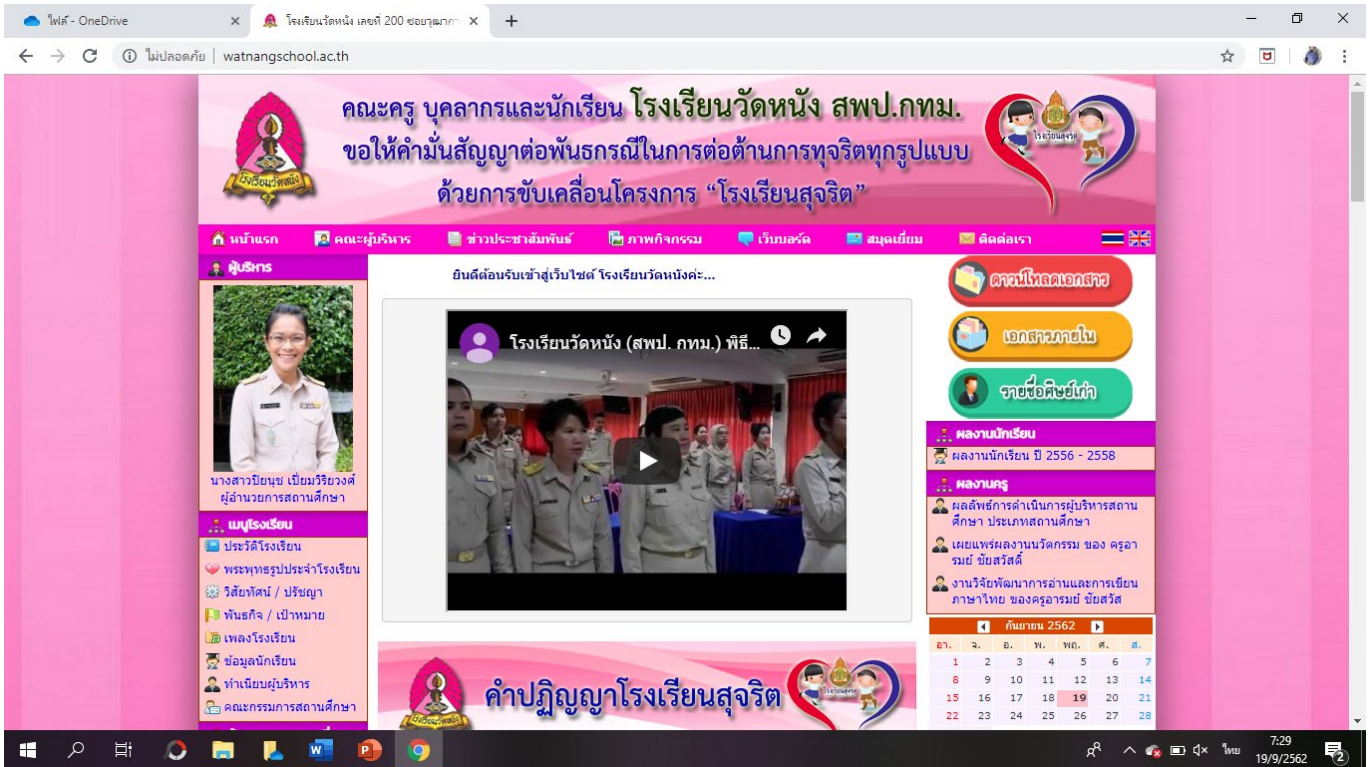 ไฟล์ - OneDrive
โรงเรียนวัดหนัง เลขที่ 200 ซอยวุฒากา
ไม่ปลอดภัย | watnangschool.ac.th
คณะครู บุคลากรและนักเรียน โรงเรียนวัดหนัง สพป.กทม.
ขอให้คำมั่นสัญญาต่อพันธกรณีในการต่อต้านการทุจริตทุกรูปแบบ
ด้วยการขับเคลื่อนโครงการ “โรงเรียนสุจริต”
โรงเรียนวัดหนัง
โรงเรียนสุจริต
หน้าแรก คณะผู้บริหาร ข่าวประชาสัมพันธ์ ภาพกิจกรรม เว็บบอร์ด สมุดเยี่ยม ติดต่อเรา
ผู้บริหาร
นางสาวปิยนุช เปี่ยมวิริยวงศ์
ผู้อำนวยการสถานศึกษา
เมนูโรงเรียน
ประวัติโรงเรียน
พระพุทธรูปประจำโรงเรียน
วิสัยทัศน์ / ปรัชญา
พันธกิจ / เป้าหมาย
เพลงโรงเรียน
ข้อมูลนักเรียน
ทำเนียบผู้บริหาร
คณะกรรมการสถานศึกษา
ยินดีต้อนรับเข้าสู่เว็บไซต์ โรงเรียนวัดหนังค่ะ...
โรงเรียนวัดหนัง (สพป. กทม.) พิธี...
คำปฏิญญาโรงเรียนสุจริต
ดาวน์โหลดเอกสาร
เอกสารภายใน
รายชื่อศิษย์เก่า
ผลงานนักเรียน
ผลงานนักเรียน ปี 2556 - 2558
ผลงานครู
ผลลัพธ์การดำเนินการผู้บริหารสถาน
ศึกษา ประเภทสถานศึกษา
เผยแพร่ผลงานนวัตกรรม ของ ครูอา
รมย์ ชัยสวัสดิ์
งานวิจัยพัฒนาการอ่านและการเขียน
ภาษาไทย ของครูอารมย์ ชัยสวัส
กันยายน 2562
อา. จ. อ. พ. พฤ. ศ. ส.
1 2 3 4 5 6 7
8 9 10 11 12 13 14
15 16 17 18 19 20 21
22 23 24 25 26 27 28
ไทย
7:29
19/9/2562
2